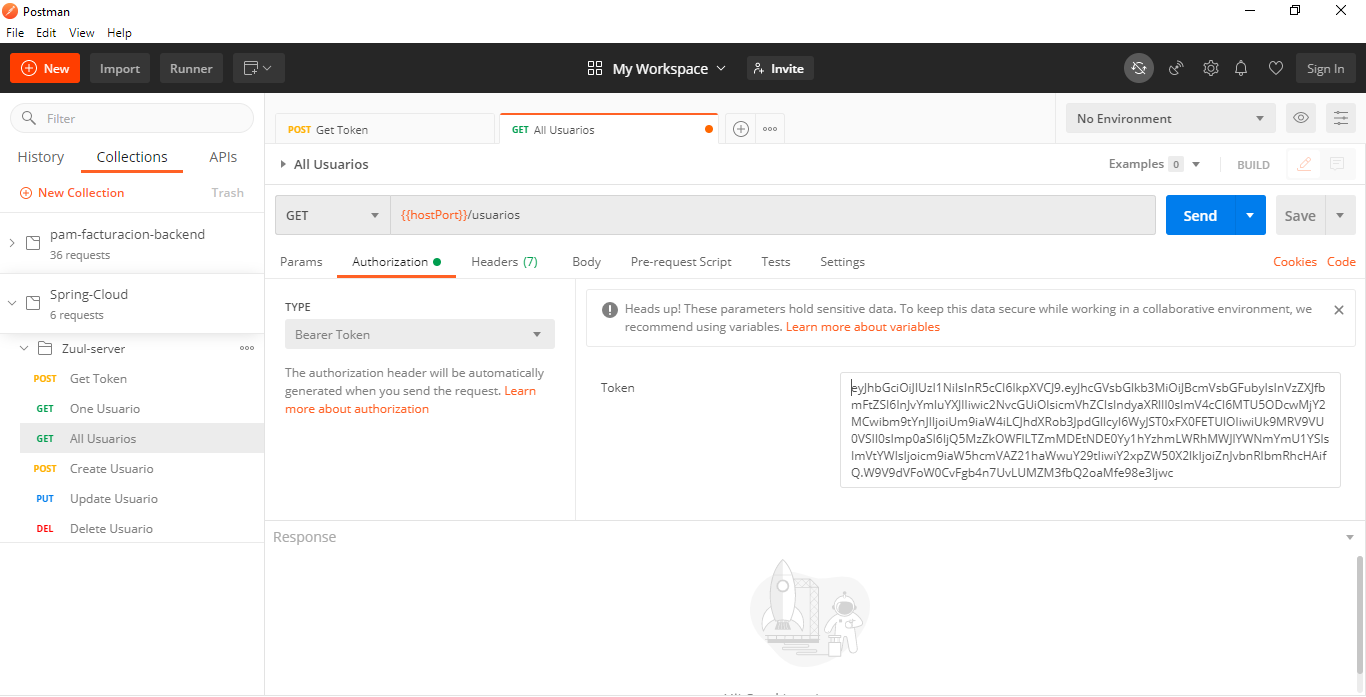 Postman
File Edit View Help
New Import Runner My Workspace Invite Sign In
Filter
History Collections APIs
New Collection Trash
pam-facturacion-backend
36 requests
Spring-Cloud
6 requests
Zuul-server
POST Get Token
GET One Usuario
GET All Usuarios
POST Create Usuario
PUT Update Usuario
DEL Delete Usuario
POST Get Token GET All Usuarios No Environment
All Usuarios Examples 0 BUILD
GET {{hostPort}}/usuarios Send Save
Params Authorization Headers (7) Body Pre-request Script Tests Settings Cookies Code
TYPE
Bearer Token
The authorization header will be automatically
generated when you send the request. Learn
more about authorization
Heads up! These parameters hold sensitive data. To keep this data secure while working in a collaborative environment, we
recommend using variables. Learn more about variables
Token
Response